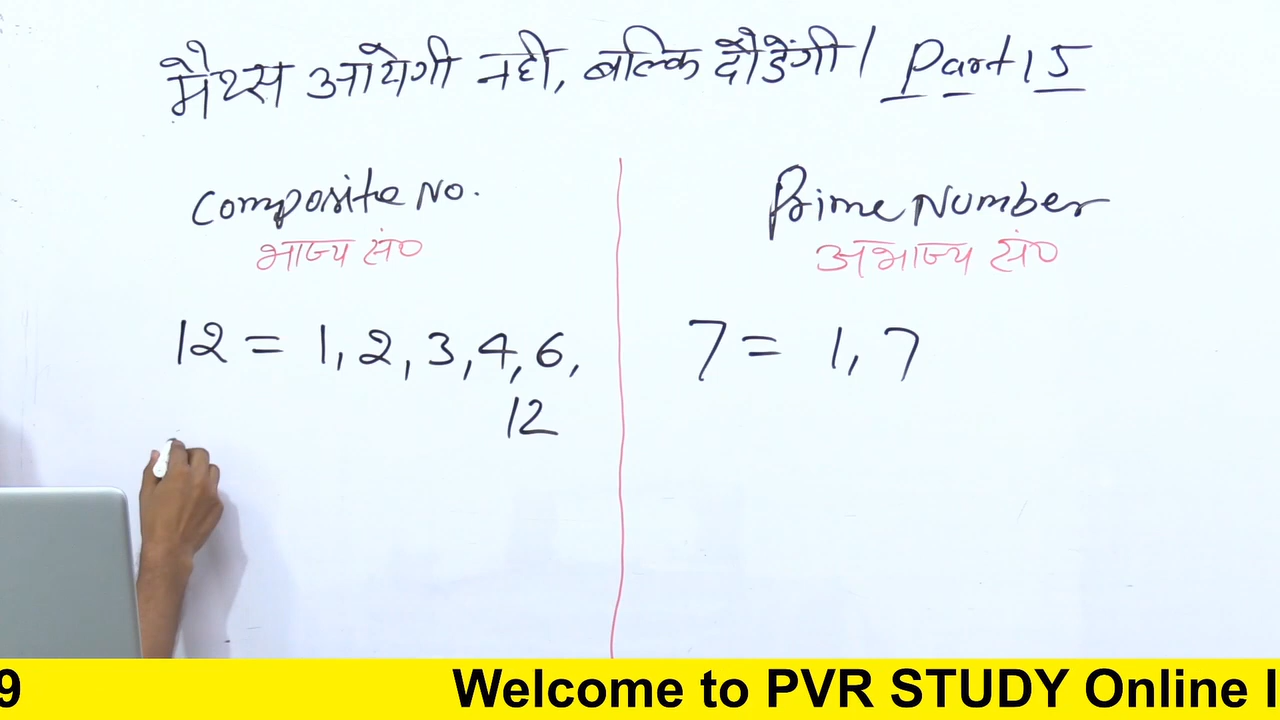 मैथ्स आयेगी नही, बल्कि दौडेंगी। Part 15
Composite No.
भाज्य सं०
12 = 1, 2, 3, 4, 6,
12
Prime Number
अभाज्य सं०
7 = 1, 7
9 Welcome to PVR STUDY Online I